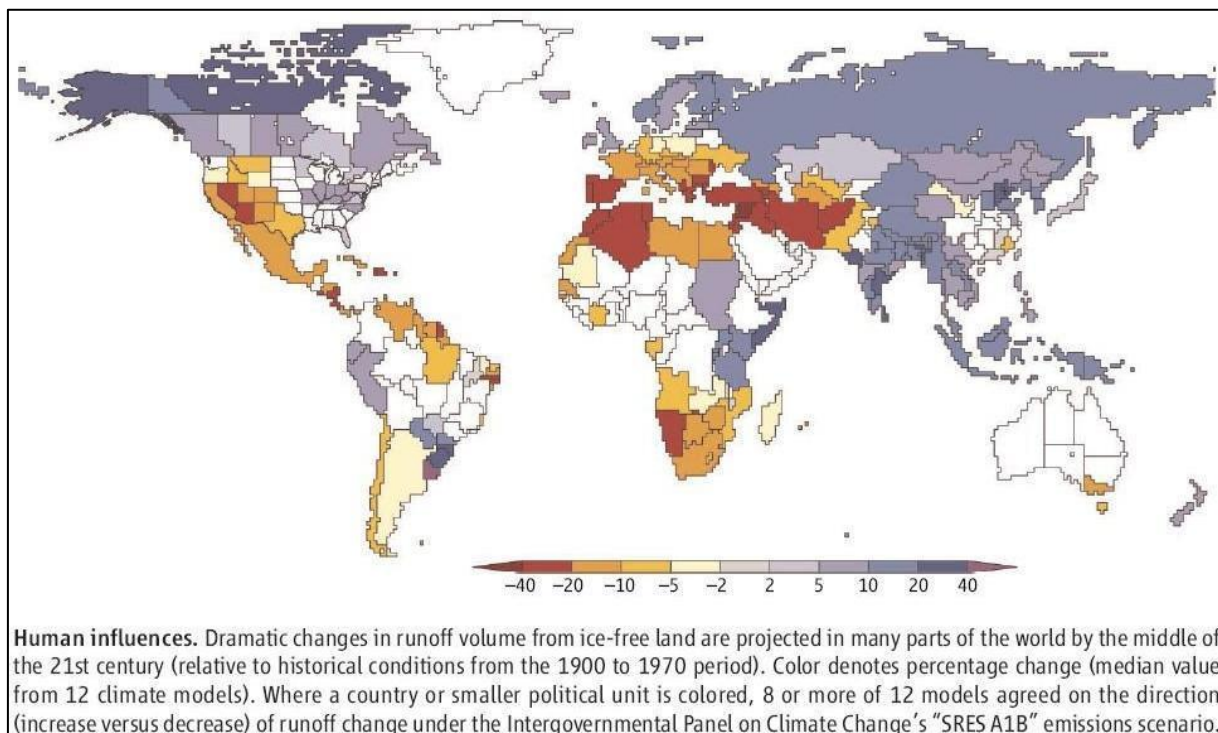 −40 −20 −10 −5 −2 2 5 10 20 40
Human influences. Dramatic changes in runoff volume from ice-free land are projected in many parts of the world by the middle of
the 21st century (relative to historical conditions from the 1900 to 1970 period). Color denotes percentage change (median value
from 12 climate models). Where a country or smaller political unit is colored, 8 or more of 12 models agreed on the direction
(increase versus decrease) of runoff change under the Intergovernmental Panel on Climate Change's "SRES A1B" emissions scenario.